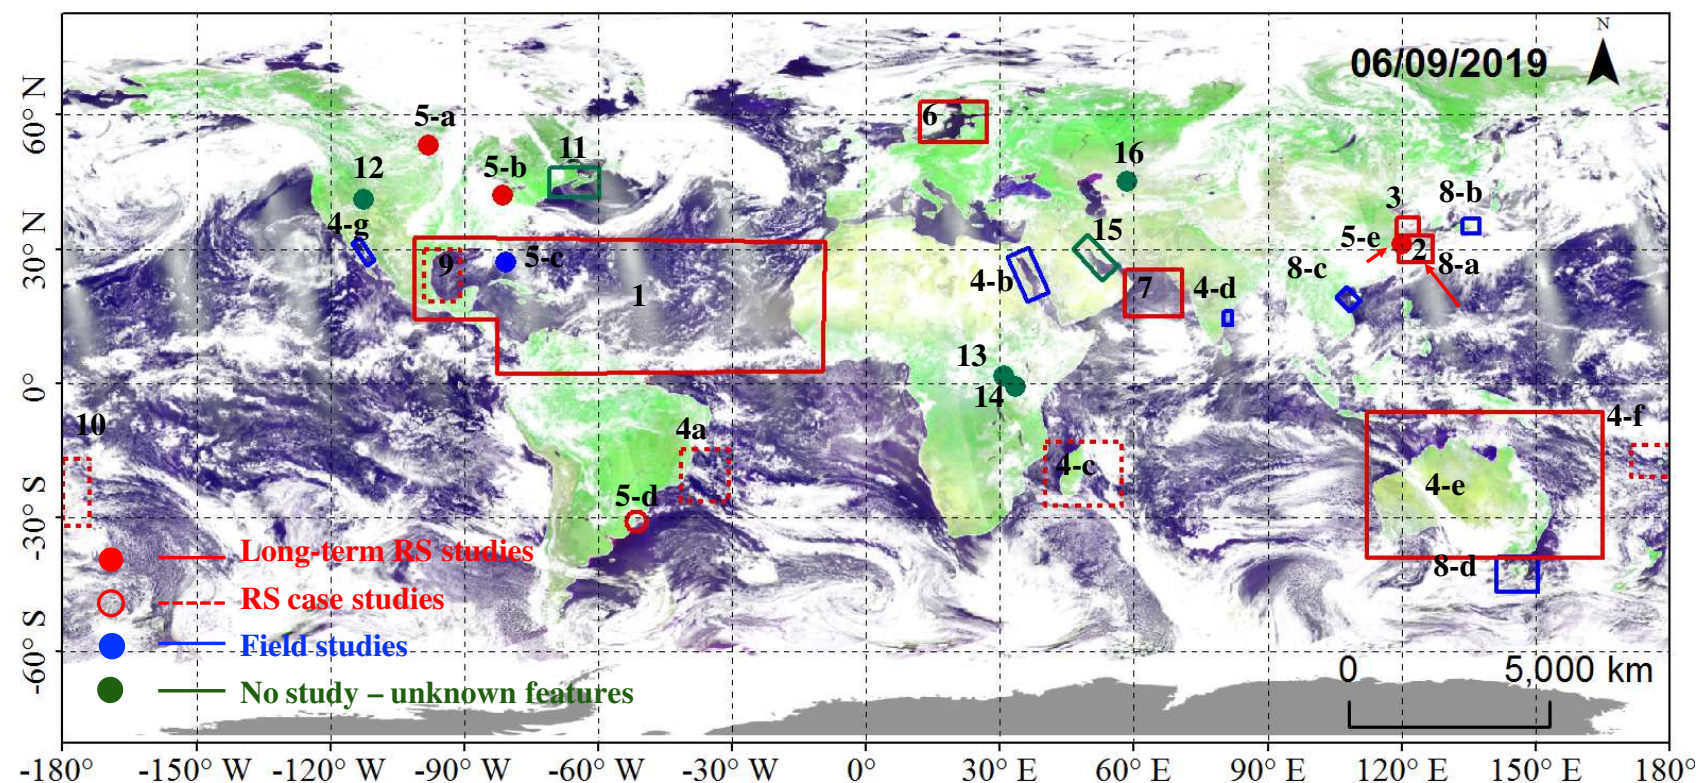 N
06/09/2019
60° N
30° N
0°
-30° S
-60° S
5-a
6
11
16
12
5-b
3
8-b
4-g
15
5-e
2
9
5-c
8-c
8-a
4-b
7
4-d
1
13
14
10
4a
4-f
4-c
4-e
5-d
Long-term RS studies
8-d
RS case studies
Field studies
0 5,000 km
No study – unknown features
-180° -150° W -120° W -90° W -60° W -30° W 0° 30° E 60° E 90° E 120° E 150° E 180°